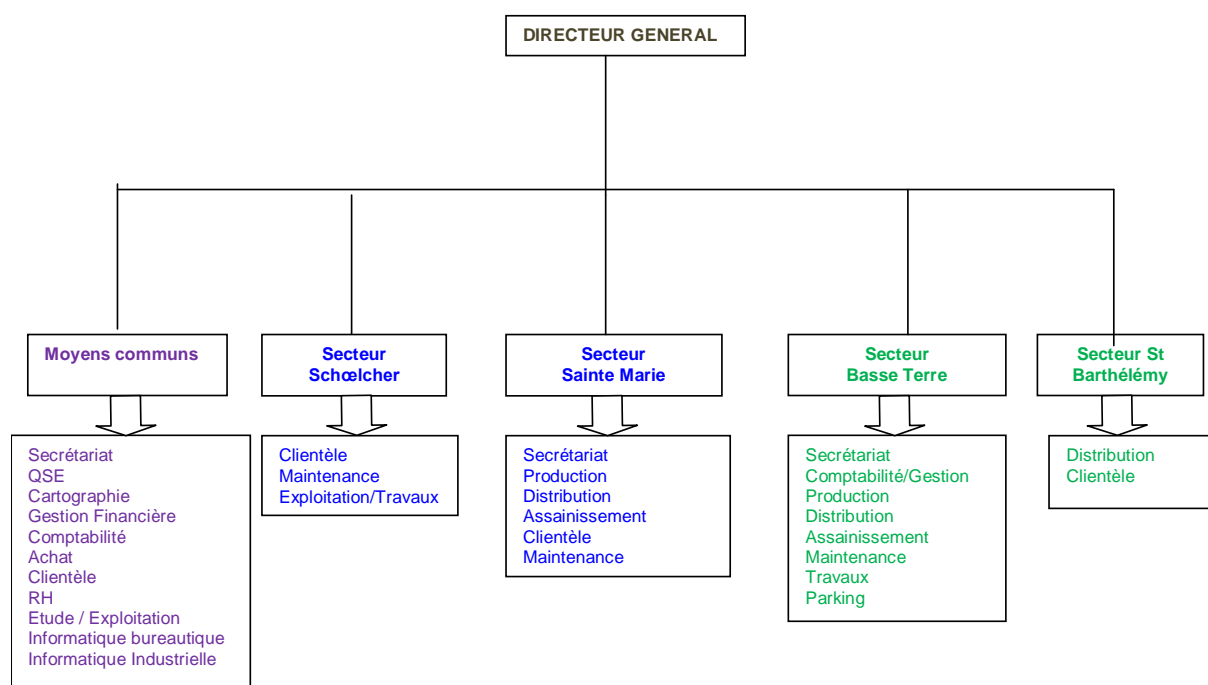 DIRECTEUR GENERAL
Moyens communs
Secteur
Schœlcher
Secteur
Sainte Marie
Secteur
Basse Terre
Secteur St
Barthélémy
Secrétariat
QSE
Cartographie
Gestion Financière
Comptabilité
Achat
Clientèle
RH
Etude / Exploitation
Informatique bureautique
Informatique Industrielle
Clientèle
Maintenance
Exploitation/Travaux
Secrétariat
Production
Distribution
Assainissement
Clientèle
Maintenance
Secrétariat
Comptabilité/Gestion
Production
Distribution
Assainissement
Maintenance
Travaux
Parking
Distribution
Clientèle